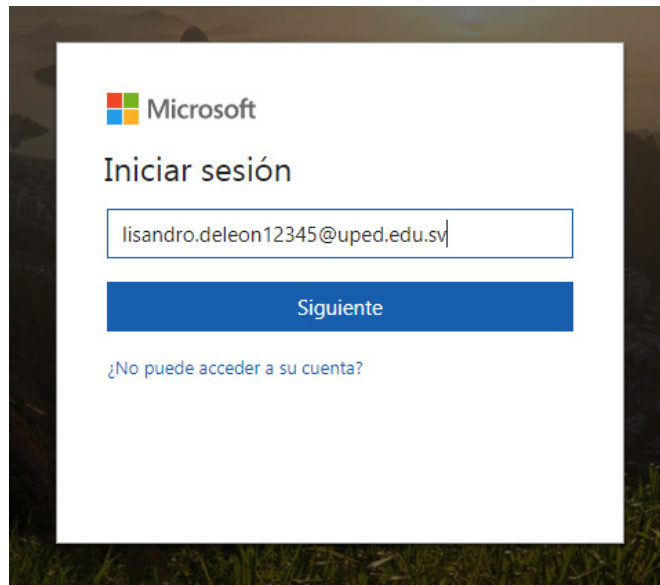 Microsoft
Iniciar sesión
lisandro.deleon12345@uped.edu.sv
Siguiente
¿No puede acceder a su cuenta?